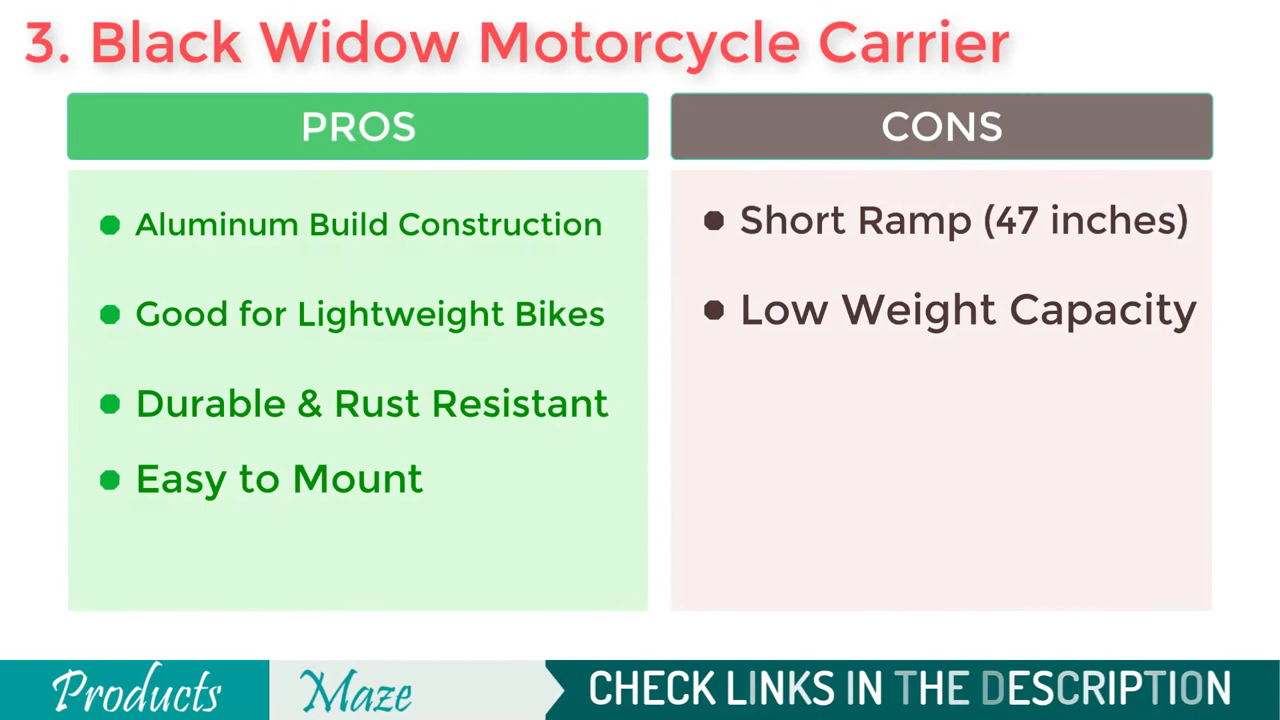 3. Black Widow Motorcycle Carrier
PROS
Aluminum Build Construction
Good for Lightweight Bikes
Durable & Rust Resistant
Easy to Mount
CONS
Short Ramp (47 inches)
Low Weight Capacity
Products Maze
CHECK LINKS IN THE DESCRIPTION